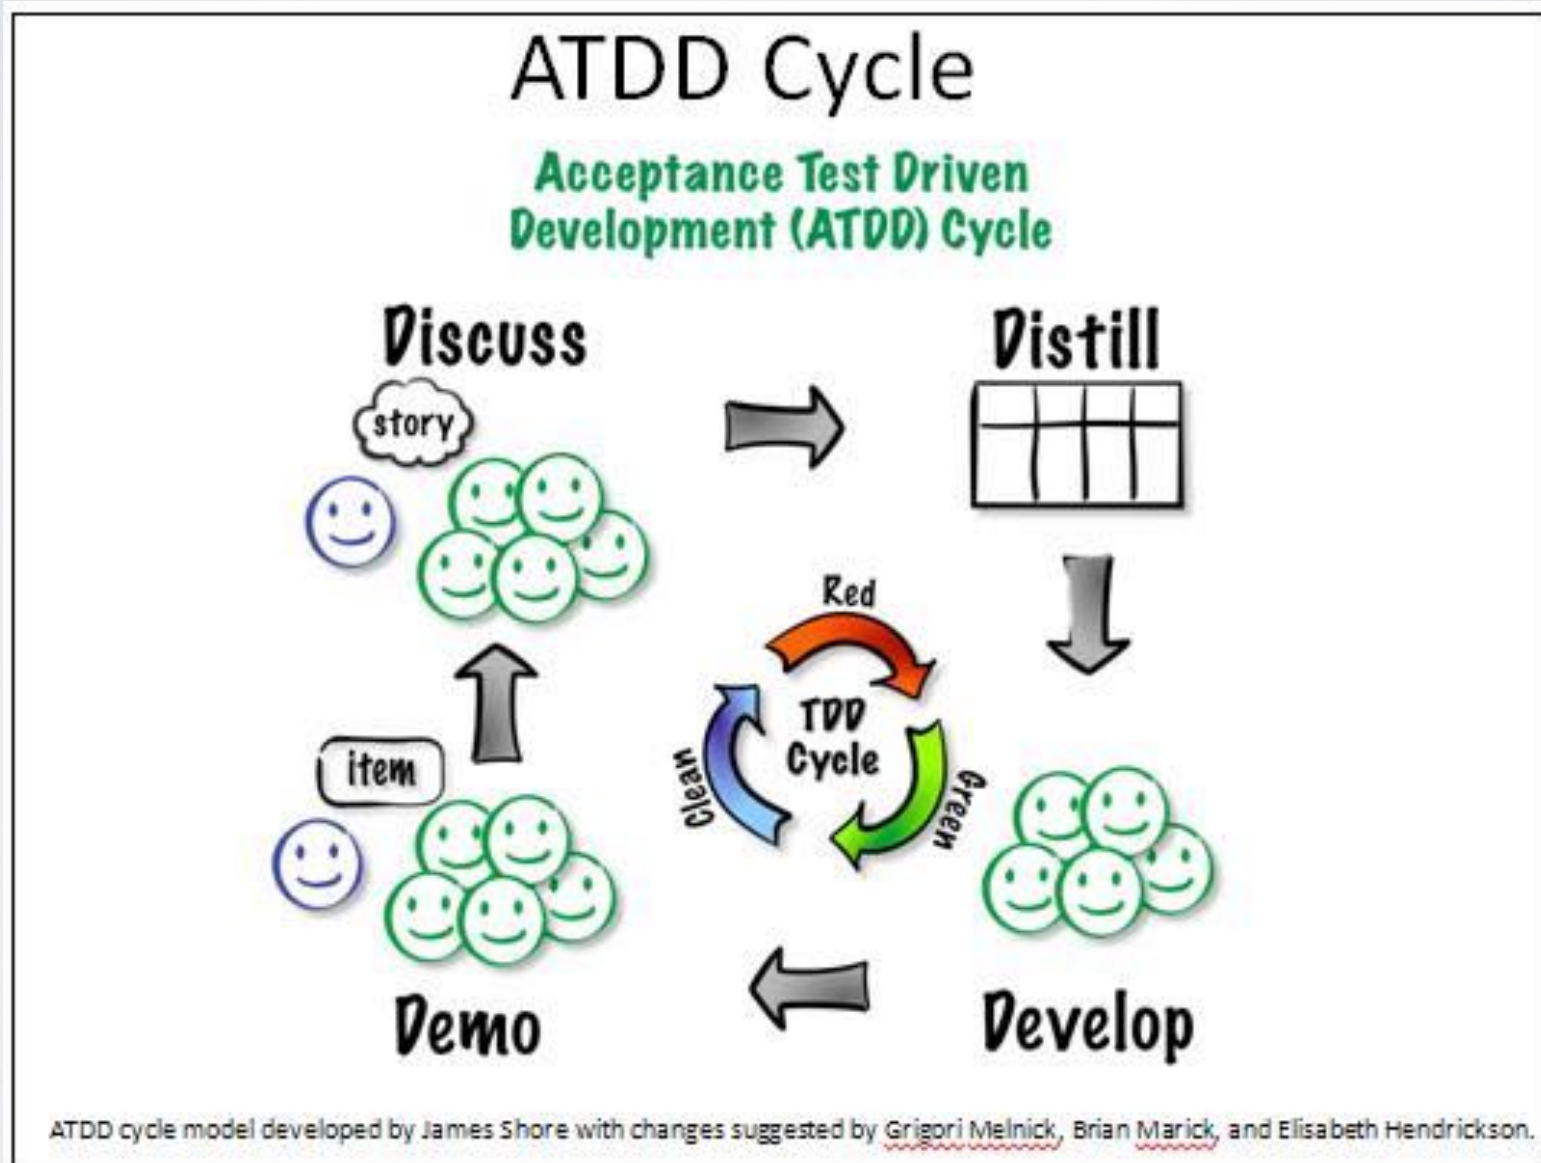 ATDD Cycle
Acceptance Test Driven
Development (ATDD) Cycle
Discuss
Distill
story
Red
TDD
Cycle
Green
Clean
item
Demo
Develop
ATDD cycle model developed by James Shore with changes suggested by Grigori Melnick, Brian Marick, and Elisabeth Hendrickson.